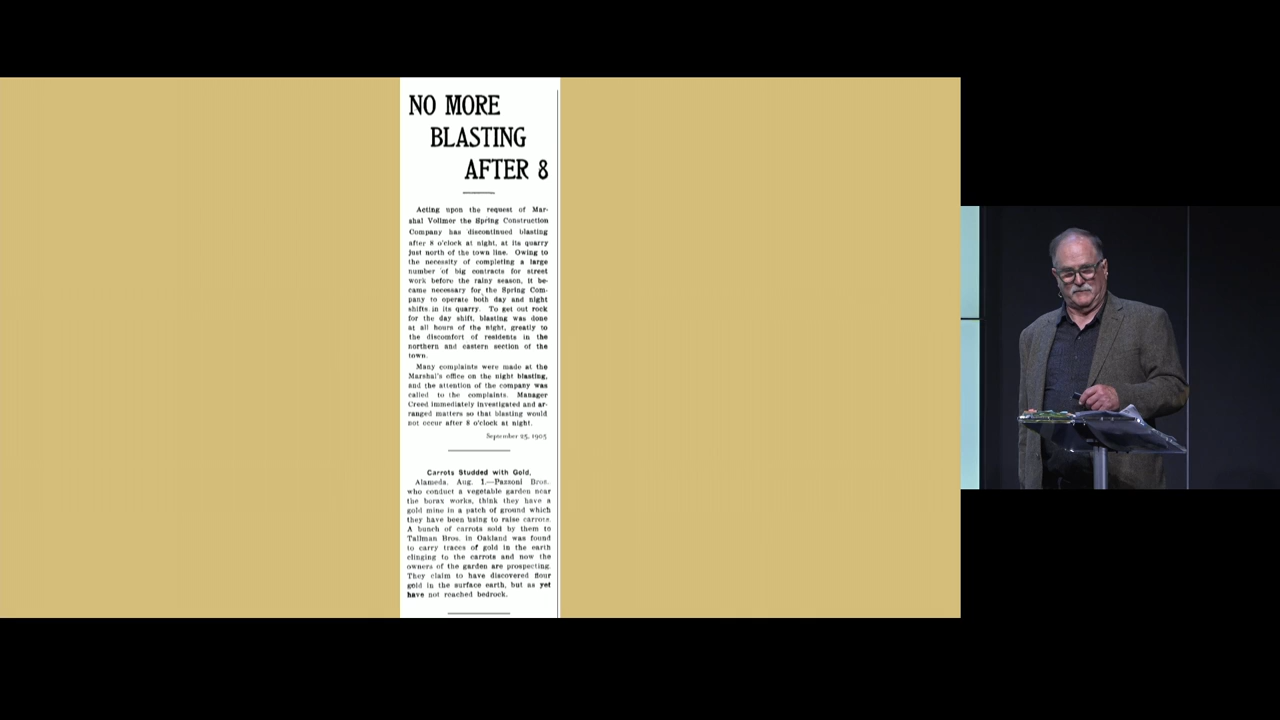 NO MORE
BLASTING
AFTER 8
Acting upon the request of Mar-
shal Vollmer the Spring Construction
Company has discontinued blasting
after 8 o'clock at night, at its quarry
just north of the town line. Owing to
the necessity of completing a large
number of big contracts for street
work before the rainy season, it be-
came necessary for the Spring Com-
pany to operate both day and night
shifts in its quarry. To get out rock
for the day shift, blasting was done
at all hours of the night, greatly to
the discomfort of residents in the
northern and eastern section of the
town.
Many complaints were made at the
Marshal's office on the night blasting,
and the attention of the company was
called to the complaints. Manager
Creed immediately investigated and ar-
ranged matters so that blasting would
not occur after 8 o'clock at night.
September 25, 1905
Carrots Studded with Gold.
Alameda, Aug. 1.—Pazzoni Bros.
who conduct a vegetable garden near
the borax works, think they have a
gold mine in a patch of ground which
they have been using to raise carrots.
A bunch of carrots sold by them to
Tallman Bros. in Oakland was found
to carry traces of gold in the earth
clinging to the carrots and now the
owners of the garden are prospecting.
They claim to have discovered flour
gold in the surface earth, but as yet
have not reached bedrock.